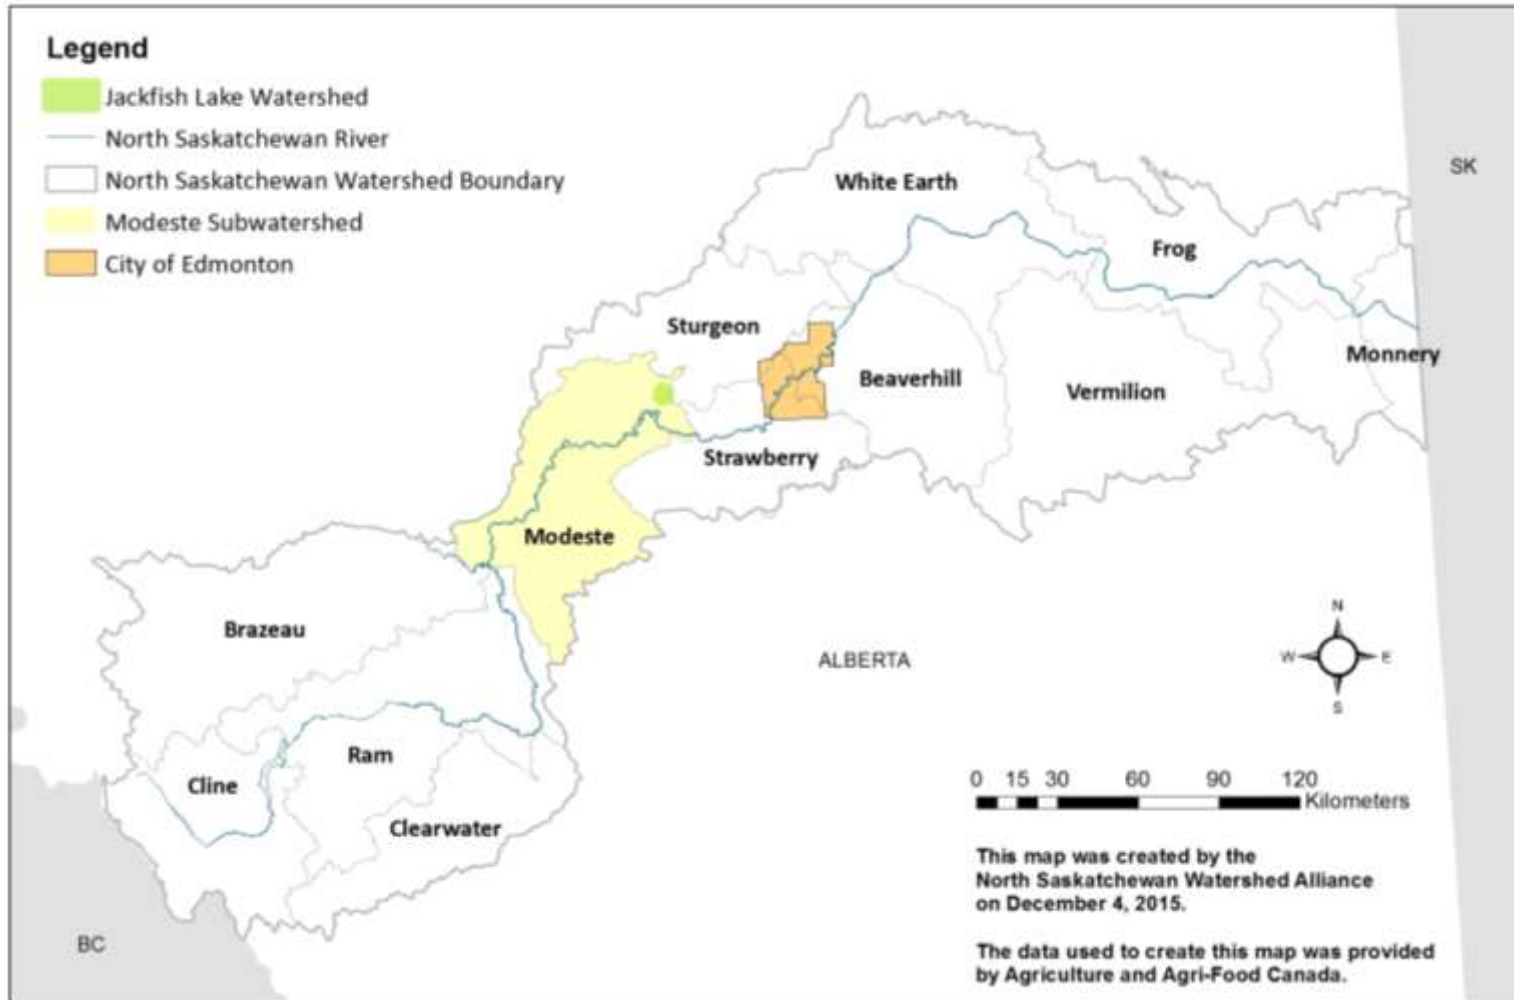 Legend
Jackfish Lake Watershed
North Saskatchewan River
North Saskatchewan Watershed Boundary
Modeste Subwatershed
City of Edmonton
SK
White Earth
Frog
Sturgeon
Monnery
Beaverhill
Vermilion
Strawberry
Modeste
N
W E
S
Brazeau
ALBERTA
Ram
Cline
Clearwater
0 15 30 60 90 120
Kilometers
This map was created by the
North Saskatchewan Watershed Alliance
on December 4, 2015.
BC
The data used to create this map was provided
by Agriculture and Agri-Food Canada.